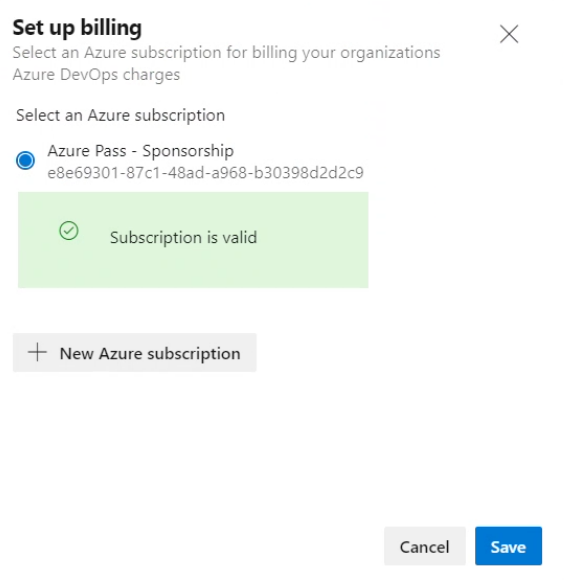 Set up billing
Select an Azure subscription for billing your organizations
Azure DevOps charges
Select an Azure subscription
Azure Pass - Sponsorship
e8e69301-87c1-48ad-a968-b30398d2d2c9
Subscription is valid
New Azure subscription
Cancel
Save